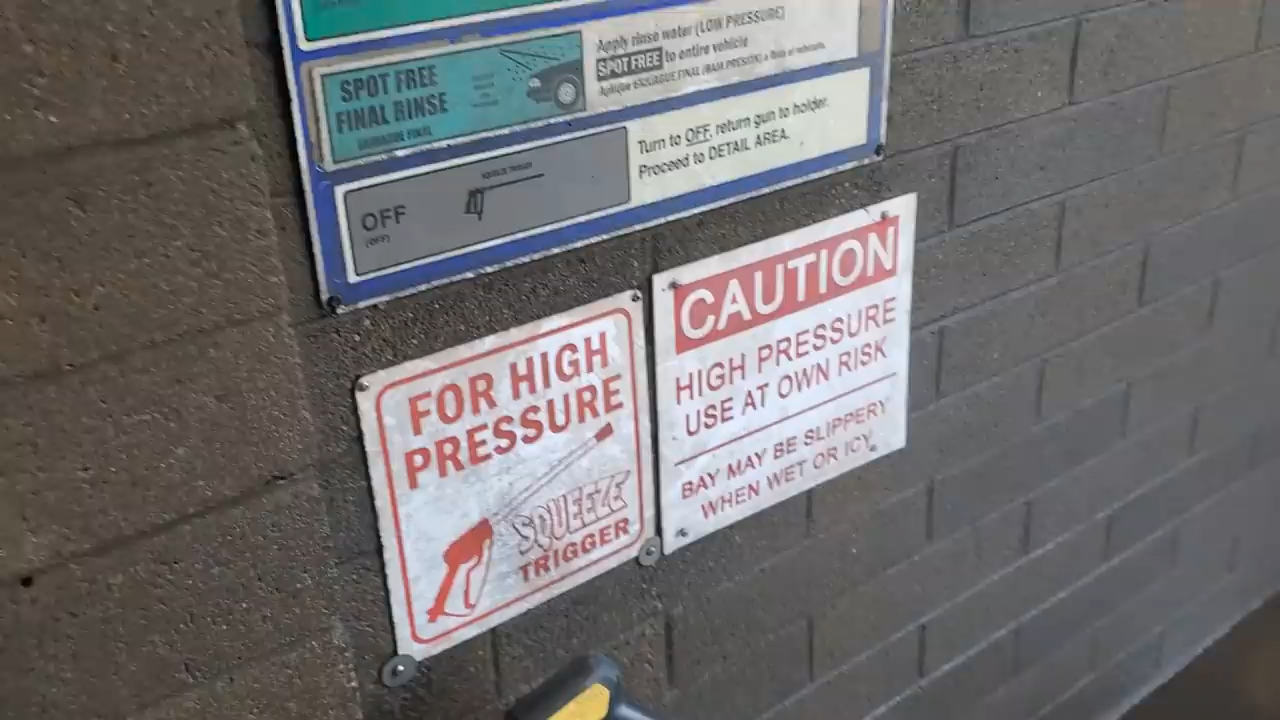 SPOT FREE
FINAL RINSE
Apply rinse water (LOW PRESSURE)
SPOT FREE to entire vehicle
OFF
(OFF)
Turn to OFF, return gun to holder.
Proceed to DETAIL AREA.
FOR HIGH
PRESSURE
SQUEEZE
TRIGGER
CAUTION
HIGH PRESSURE
USE AT OWN RISK
BAY MAY BE SLIPPERY
WHEN WET OR ICY